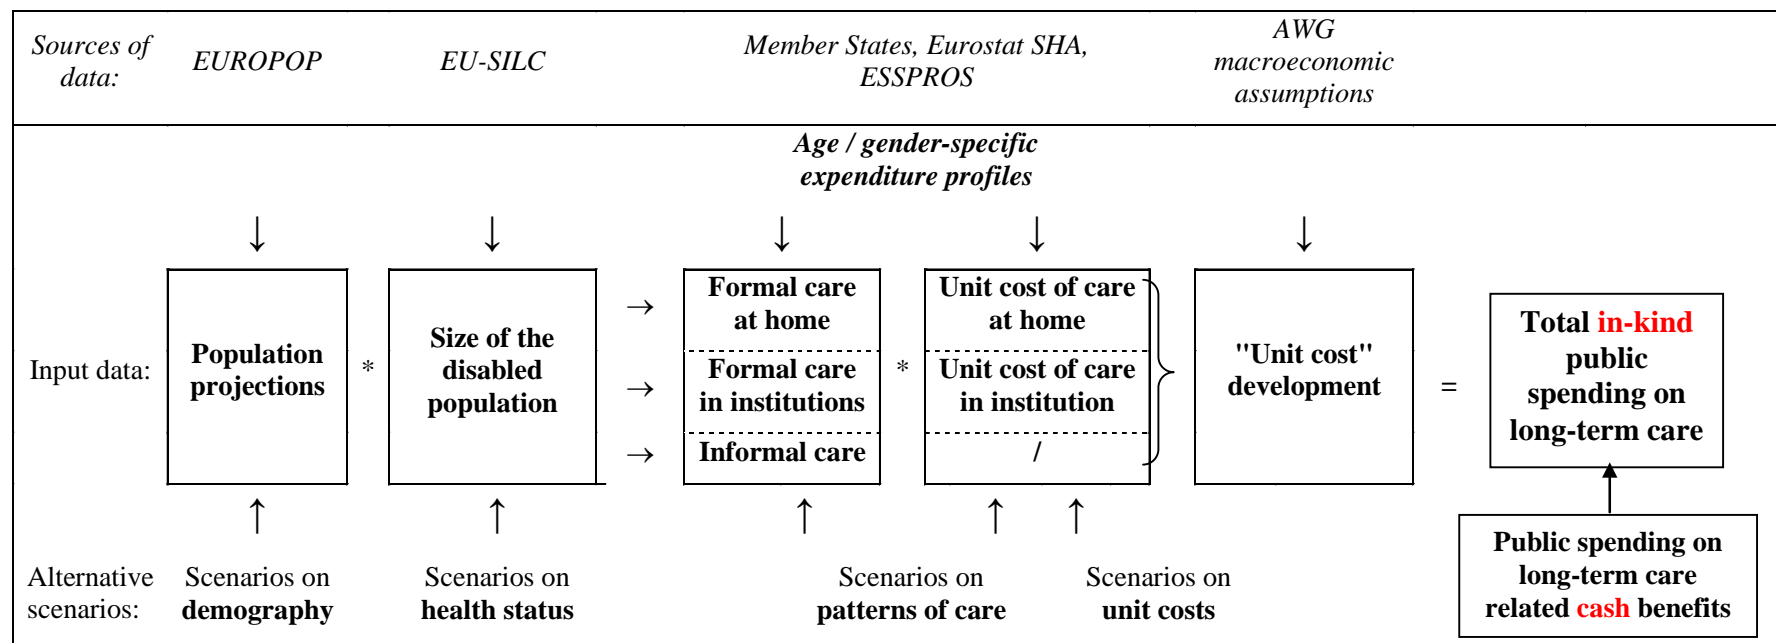 Sources of
data:
EUROPOP
EU-SILC
Member States, Eurostat SHA,
ESSPROS
AWG
macroeconomic
assumptions
Age / gender-specific
expenditure profiles
↓ ↓ ↓ ↓ ↓
Input data:
Population
projections
*
Size of the
disabled
population
→
→
→
Formal care
at home
Formal care
in institutions
Informal care
*
Unit cost of care
at home
Unit cost of care
in institution
/
"Unit cost"
development
=
Total in-kind
public
spending on
long-term care
↑ ↑ ↑ ↑ ↑
Alternative
scenarios:
Scenarios on
demography
Scenarios on
health status
Scenarios on
patterns of care
Scenarios on
unit costs
Public spending on
long-term care
related cash benefits